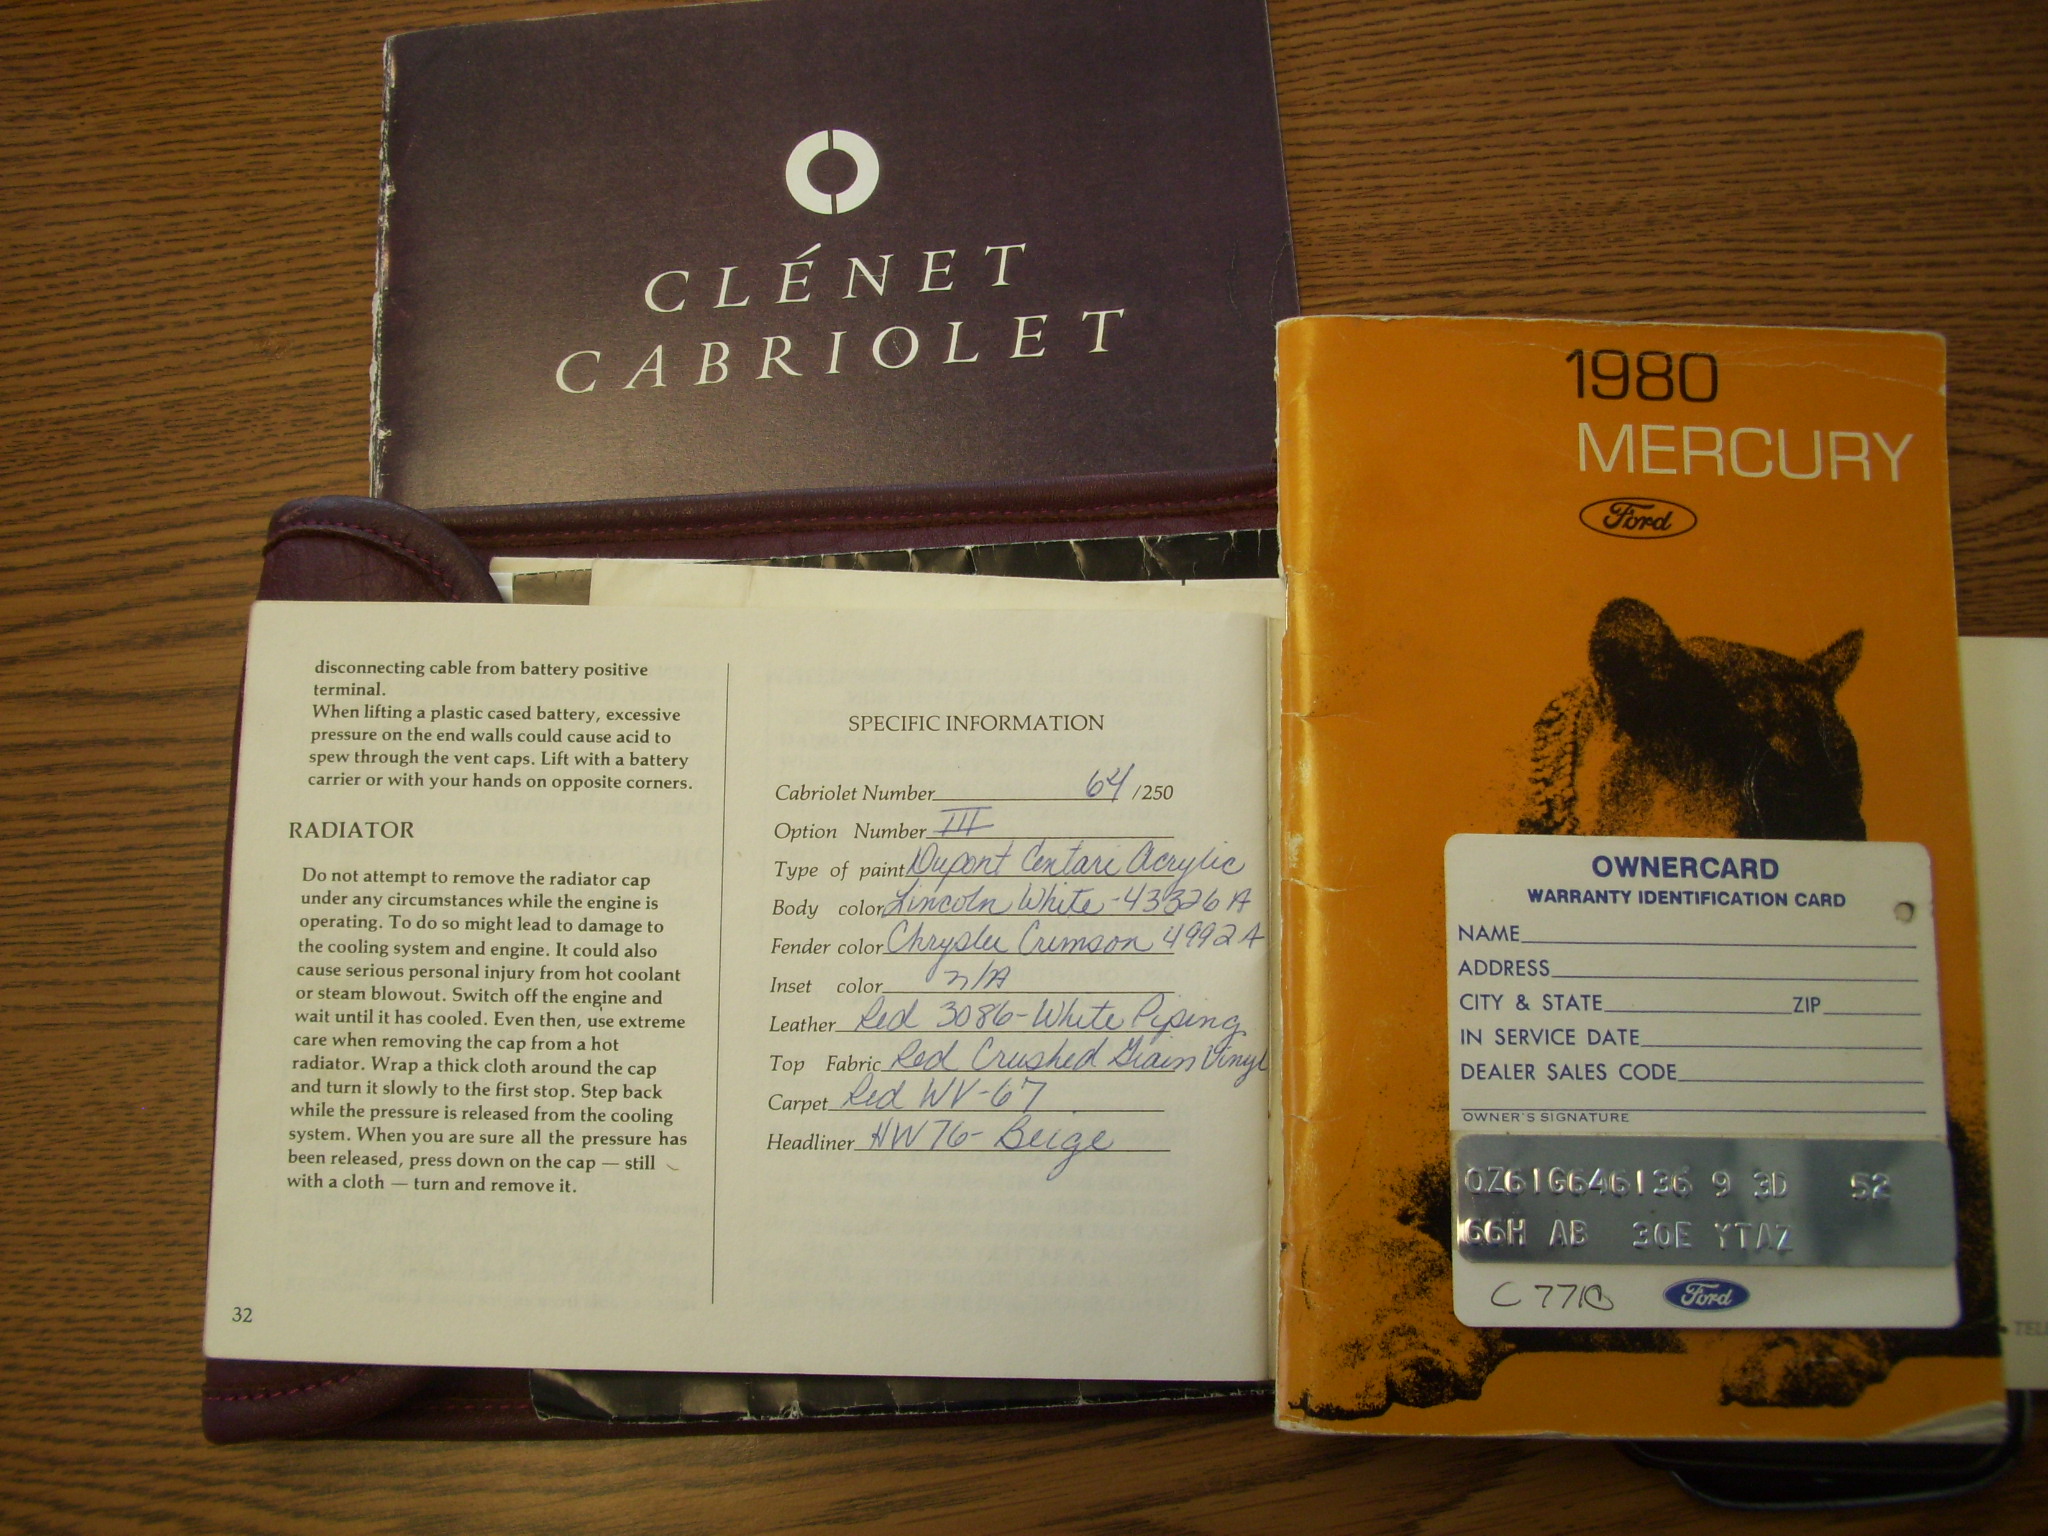 CLÉNET
CABRIOLET
disconnecting cable from battery positive
terminal.
When lifting a plastic cased battery, excessive
pressure on the end walls could cause acid to
spew through the vent caps. Lift with a battery
carrier or with your hands on opposite corners.
RADIATOR
Do not attempt to remove the radiator cap
under any circumstances while the engine is
operating. To do so might lead to damage to
the cooling system and engine. It could also
cause serious personal injury from hot coolant
or steam blowout. Switch off the engine and
wait until it has cooled. Even then, use extreme
care when removing the cap from a hot
radiator. Wrap a thick cloth around the cap
and turn it slowly to the first stop. Step back
while the pressure is released from the cooling
system. When you are sure all the pressure has
been released, press down on the cap — still
with a cloth — turn and remove it.
32
SPECIFIC INFORMATION
Cabriolet Number 64 /250
Option Number III
Type of paint Dupont Centari Acrylic
Body color Lincoln White - 43326 A
Fender color Chrysler Crimson 4992 A
Inset color n/A
Leather Red 3086 - White Piping
Top Fabric Red Crushed Grain Vinyl
Carpet Red WV-67
Headliner HW76 - Beige
1980
MERCURY
Ford
OWNERCARD
WARRANTY IDENTIFICATION CARD
NAME
ADDRESS
CITY & STATE ZIP
IN SERVICE DATE
DEALER SALES CODE
OWNER'S SIGNATURE
0Z61G646136 9 3D 52
66H AB 30E YTAZ
C 771B
Ford